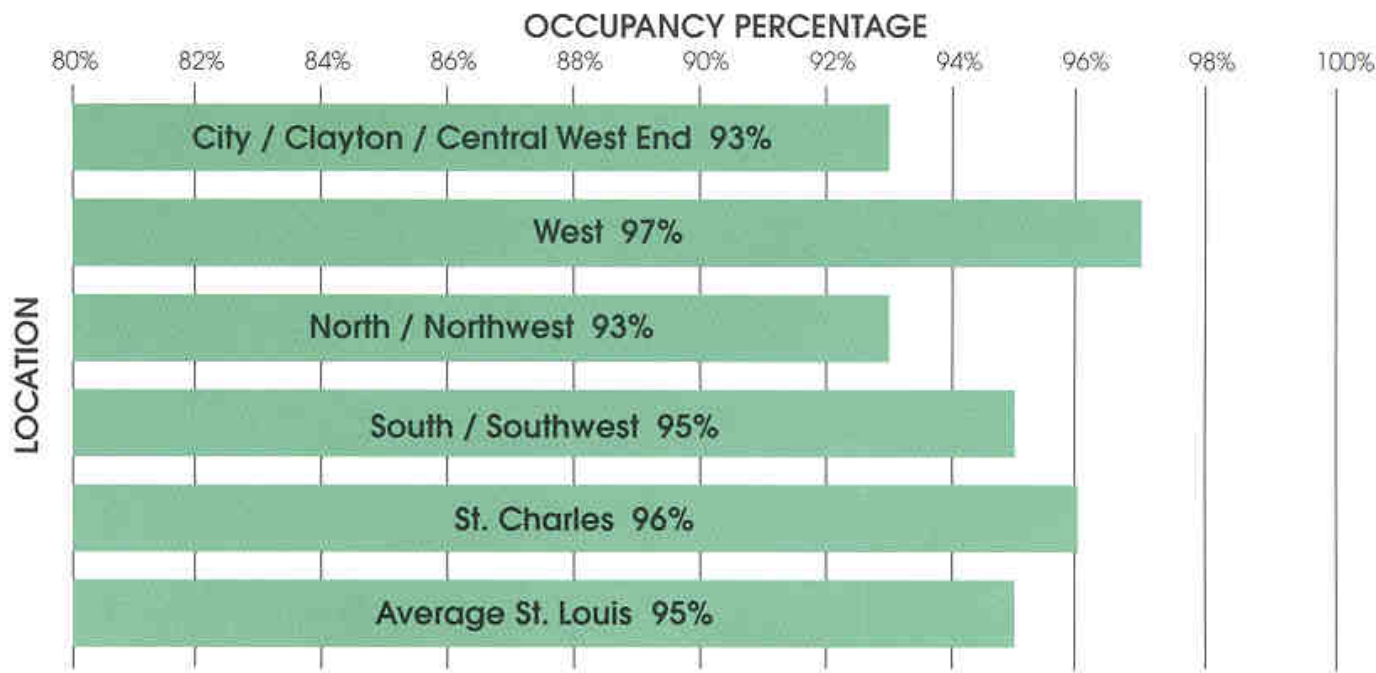 OCCUPANCY PERCENTAGE
80% 82% 84% 86% 88% 90% 92% 94% 96% 98% 100%
LOCATION
City / Clayton / Central West End 93%
West 97%
North / Northwest 93%
South / Southwest 95%
St. Charles 96%
Average St. Louis 95%